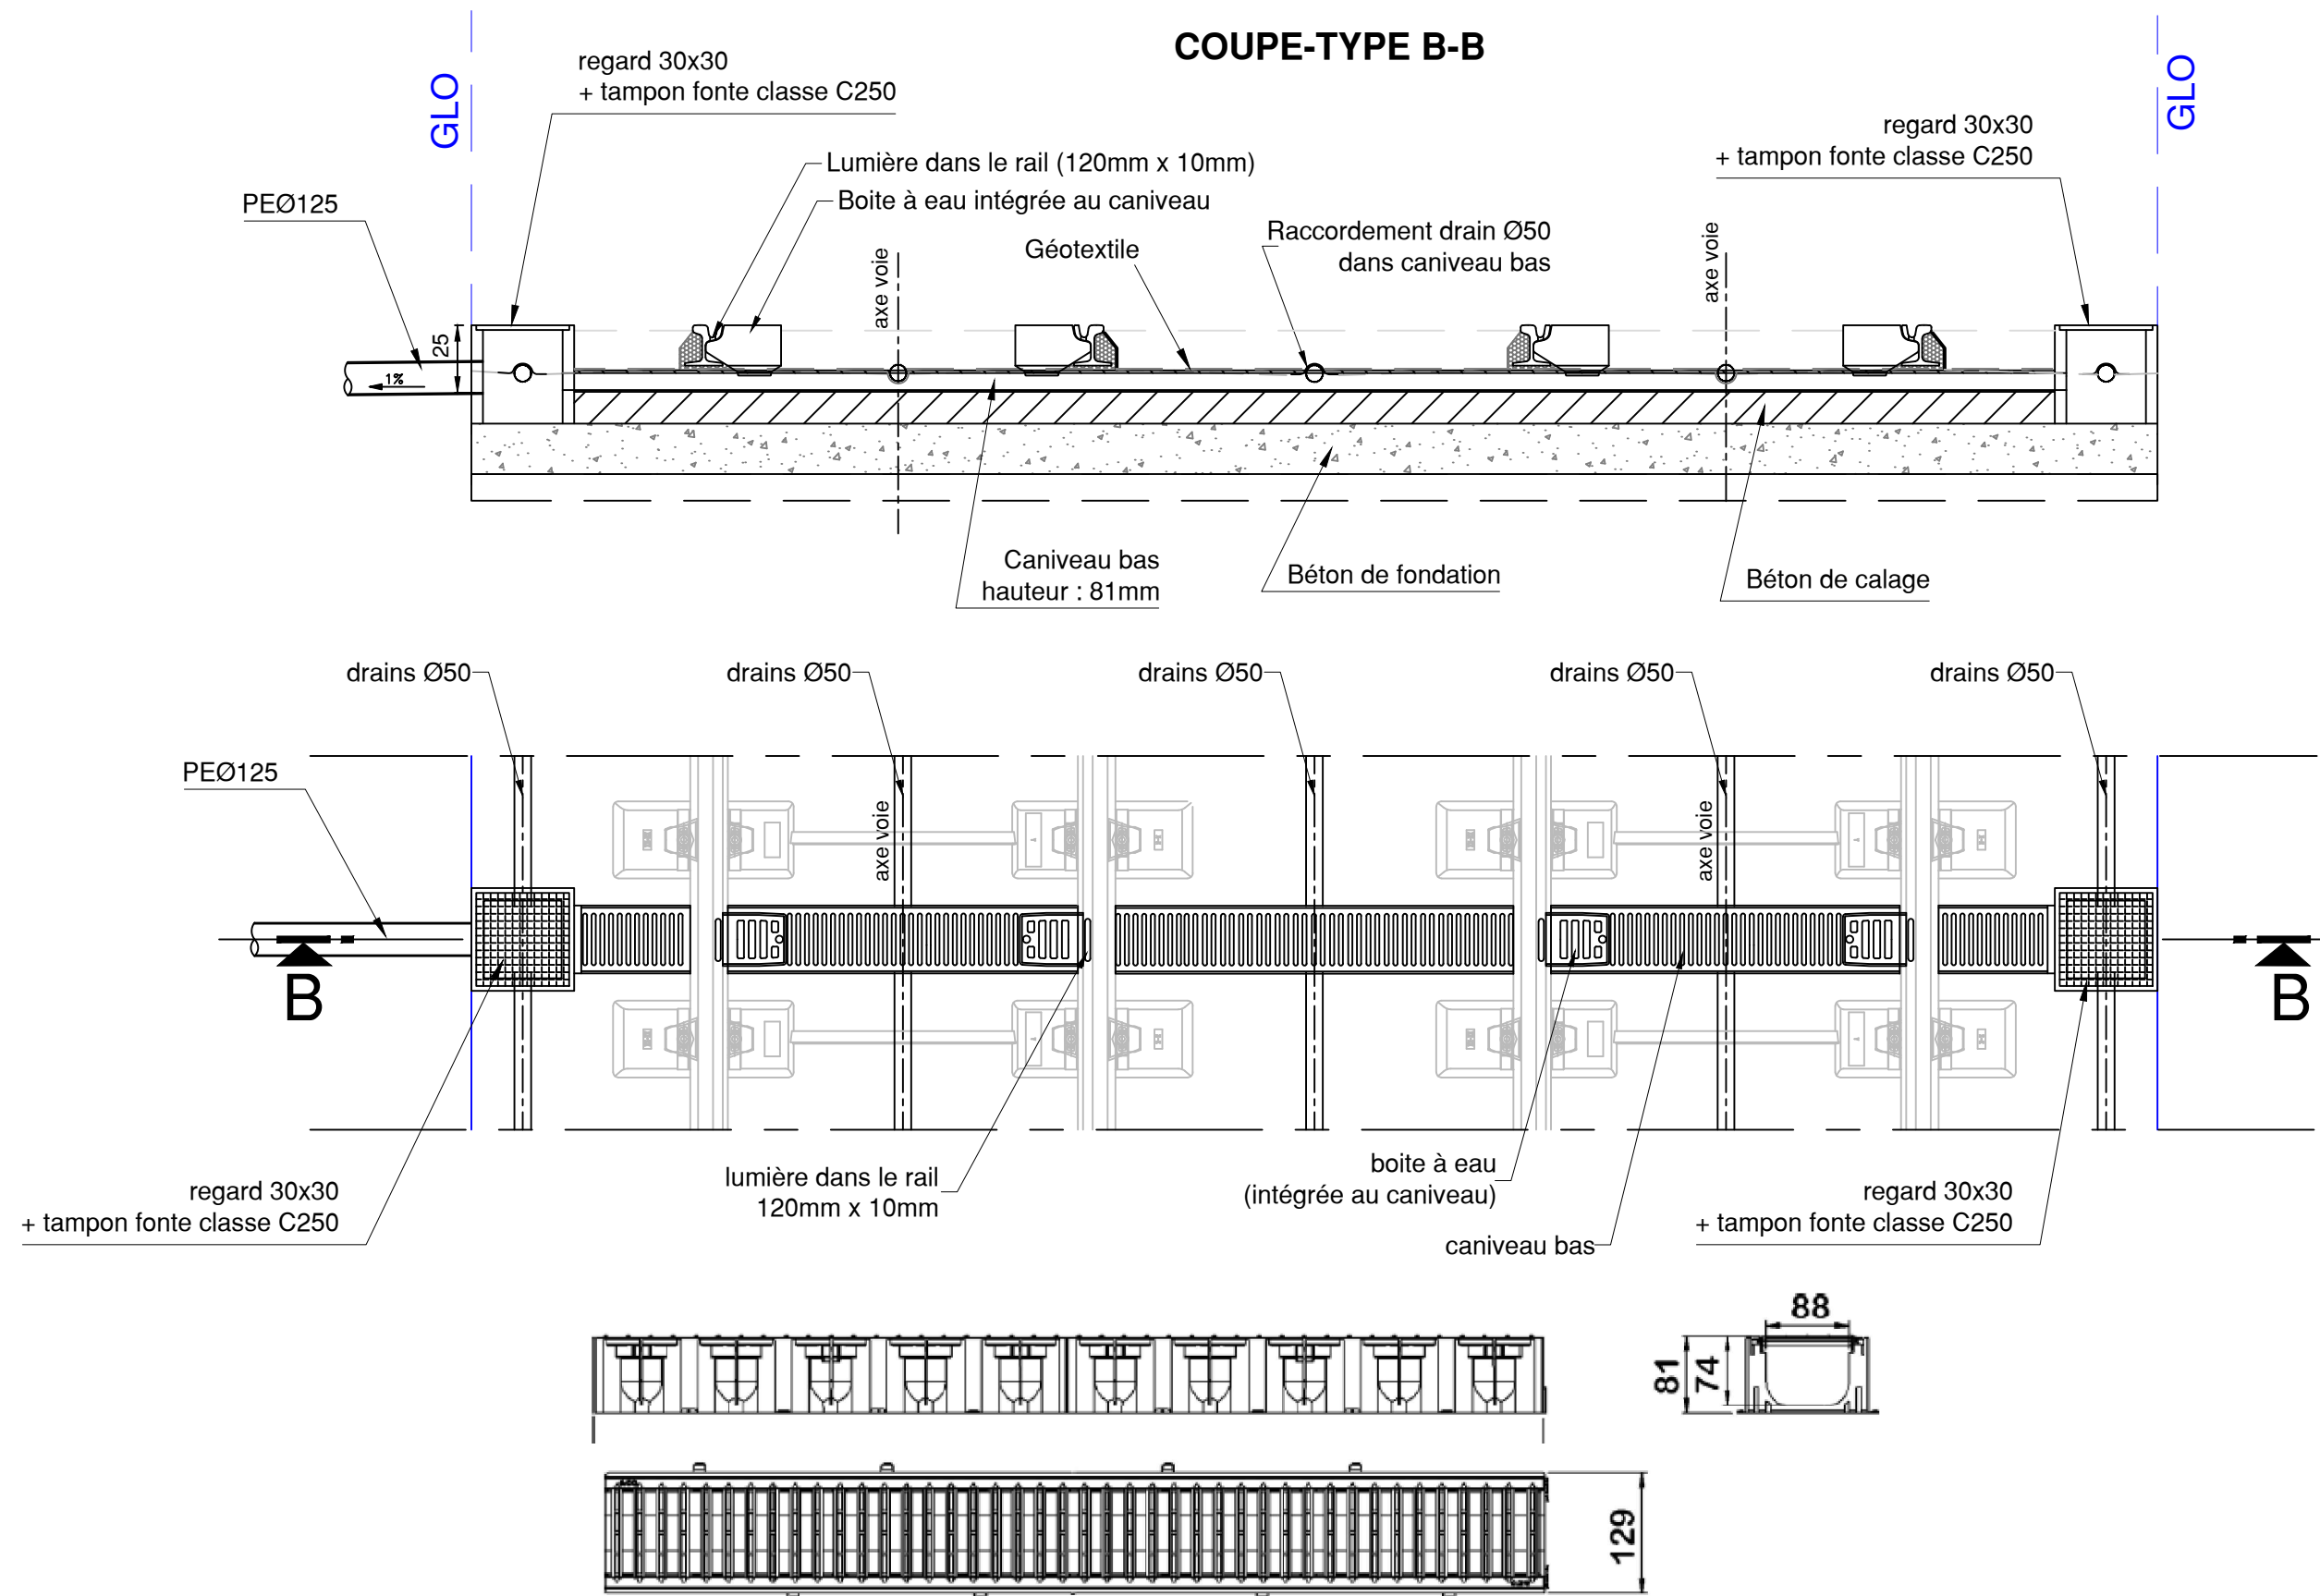 COUPE-TYPE B-B
GLO
regard 30x30
+ tampon fonte classe C250
GLO
regard 30x30
+ tampon fonte classe C250
Lumière dans le rail (120mm x 10mm)
Boite à eau intégrée au caniveau
PEØ125
Géotextile
Raccordement drain Ø50
dans caniveau bas
axe voie
axe voie
25
1%
Caniveau bas
hauteur : 81mm
Béton de fondation
Béton de calage
drains Ø50
drains Ø50
drains Ø50
drains Ø50
drains Ø50
PEØ125
axe voie
axe voie
B
B
lumière dans le rail
120mm x 10mm
boite à eau
(intégrée au caniveau)
regard 30x30
+ tampon fonte classe C250
regard 30x30
+ tampon fonte classe C250
caniveau bas
88
81
74
129